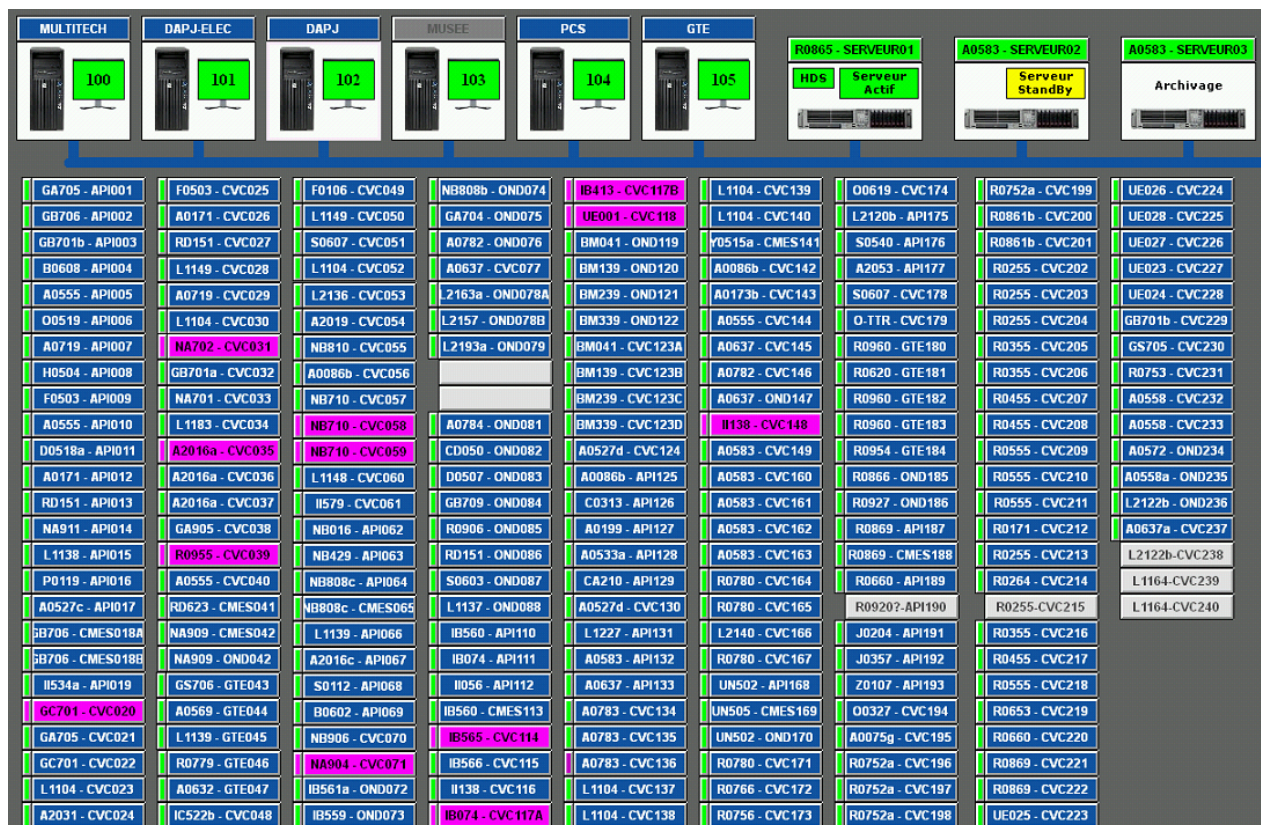 MULTITECH
DAPJ-ELEC
DAPJ
MUSEE
PCS
GTE
100
101
102
103
104
105
R0865 - SERVEUR01
HDS
Serveur
Actif
A0583 - SERVEUR02
Serveur
StandBy
A0583 - SERVEUR03
Archivage
GA705 - API001
GB706 - API002
GB701b - API003
B0608 - API004
A0555 - API005
O0519 - API006
A0719 - API007
H0504 - API008
F0503 - API009
A0555 - API010
D0518a - API011
A0171 - API012
RD151 - API013
NA911 - API014
L1138 - API015
P0119 - API016
A0527c - API017
GB706 - CMES018A
GB706 - CMES018B
II534a - API019
GC701 - CVC020
GA705 - CVC021
GC701 - CVC022
L1104 - CVC023
A2031 - CVC024
F0503 - CVC025
A0171 - CVC026
RD151 - CVC027
L1149 - CVC028
A0719 - CVC029
L1104 - CVC030
NA702 - CVC031
GB701a - CVC032
NA701 - CVC033
L1183 - CVC034
A2016a - CVC035
A2016a - CVC036
A2016a - CVC037
GA905 - CVC038
R0955 - CVC039
A0555 - CVC040
RD623 - CMES041
NA909 - CMES042
NA909 - OND042
GS706 - GTE043
A0569 - GTE044
L1139 - GTE045
R0779 - GTE046
A0632 - GTE047
IC522b - CVC048
F0106 - CVC049
L1149 - CVC050
S0607 - CVC051
L1104 - CVC052
L2136 - CVC053
A2019 - CVC054
NB810 - CVC055
A0086b - CVC056
NB710 - CVC057
NB710 - CVC058
NB710 - CVC059
L1148 - CVC060
II579 - CVC061
NB016 - API062
NB429 - API063
NB808c - API064
NB808c - CMES065
L1139 - API066
A2016c - API067
S0112 - API068
B0602 - API069
NB906 - CVC070
NA904 - CVC071
IB561a - OND072
IB559 - OND073
NB808b - OND074
GA704 - OND075
A0782 - OND076
A0637 - CVC077
L2163a - OND078A
L2157 - OND078B
L2193a - OND079
A0784 - OND081
CD050 - OND082
D0507 - OND083
GB709 - OND084
R0906 - OND085
RD151 - OND086
S0603 - OND087
L1137 - OND088
IB560 - API110
IB074 - API111
II056 - API112
IB560 - CMES113
IB565 - CVC114
IB566 - CVC115
II138 - CVC116
IB074 - CVC117A
IB413 - CVC117B
UE001 - CVC118
BM041 - OND119
BM139 - OND120
BM239 - OND121
BM339 - OND122
BM041 - CVC123A
BM139 - CVC123B
BM239 - CVC123C
BM339 - CVC123D
A0527d - CVC124
A0086b - API125
C0313 - API126
A0199 - API127
A0533a - API128
CA210 - API129
A0527d - CVC130
L1227 - API131
A0583 - API132
A0637 - API133
A0783 - CVC134
A0783 - CVC135
A0783 - CVC136
L1104 - CVC137
L1104 - CVC138
L1104 - CVC139
L1104 - CVC140
Y0515a - CMES141
A0086b - CVC142
A0173b - CVC143
A0555 - CVC144
A0637 - CVC145
A0782 - CVC146
A0637 - OND147
II138 - CVC148
A0583 - CVC149
A0583 - CVC160
A0583 - CVC161
A0583 - CVC162
A0583 - CVC163
R0780 - CVC164
R0780 - CVC165
L2140 - CVC166
R0780 - CVC167
UN502 - API168
UN505 - CMES169
UN502 - OND170
R0780 - CVC171
R0766 - CVC172
R0756 - CVC173
O0619 - CVC174
L2120b - API175
S0540 - API176
A2053 - API177
S0607 - CVC178
O-TTR - CVC179
R0960 - GTE180
R0620 - GTE181
R0960 - GTE182
R0960 - GTE183
R0954 - GTE184
R0866 - OND185
R0927 - OND186
R0869 - API187
R0869 - CMES188
R0660 - API189
R0920?-API190
J0204 - API191
J0357 - API192
Z0107 - API193
O0327 - CVC194
A0075g - CVC195
R0752a - CVC196
R0752a - CVC197
R0752a - CVC198
R0752a - CVC199
R0861b - CVC200
R0861b - CVC201
R0255 - CVC202
R0255 - CVC203
R0255 - CVC204
R0355 - CVC205
R0355 - CVC206
R0455 - CVC207
R0455 - CVC208
R0555 - CVC209
R0555 - CVC210
R0555 - CVC211
R0171 - CVC212
R0255 - CVC213
R0264 - CVC214
R0255-CVC215
R0355 - CVC216
R0455 - CVC217
R0555 - CVC218
R0653 - CVC219
R0660 - CVC220
R0869 - CVC221
R0869 - CVC222
UE025 - CVC223
UE026 - CVC224
UE028 - CVC225
UE027 - CVC226
UE023 - CVC227
UE024 - CVC228
GB701b - CVC229
GS705 - CVC230
R0753 - CVC231
A0558 - CVC232
A0558 - CVC233
A0572 - OND234
A0558a - OND235
L2122b - OND236
A0637a - CVC237
L2122b-CVC238
L1164-CVC239
L1164-CVC240